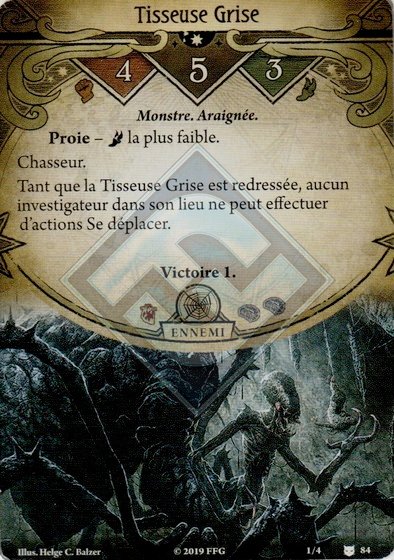 Tisseuse Grise
4 5 3
Monstre. Araignée.
Proie – la plus faible.
Chasseur.
Tant que la Tisseuse Grise est redressée, aucun
investigateur dans son lieu ne peut effectuer
d'actions Se déplacer.
Victoire 1.
ENNEMI
Illus. Helge C. Balzer © 2019 FFG 1/4 84